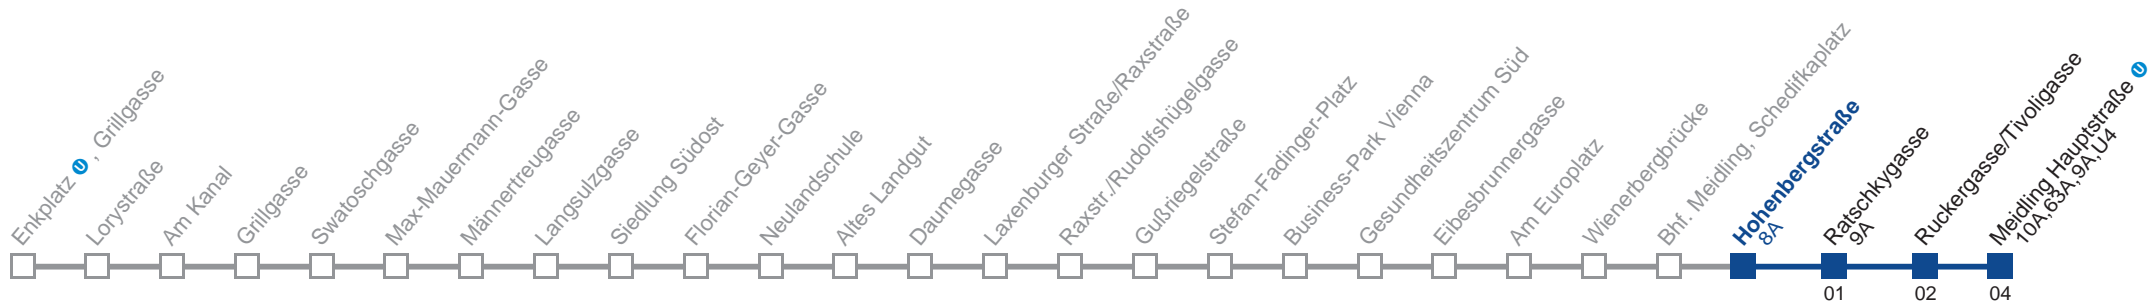 Enkplatz U , Grillgasse
Lorystraße
Am Kanal
Grillgasse
Swatoschgasse
Max-Mauermann-Gasse
Männertreugasse
Langsulzgasse
Siedlung Südost
Florian-Geyer-Gasse
Neulandschule
Altes Landgut
Daumegasse
Laxenburger Straße/Raxstraße
Raxstr./Rudolfshügelgasse
Gußriegelstraße
Stefan-Fadinger-Platz
Business-Park Vienna
Gesundheitszentrum Süd
Eibesbrunnergasse
Am Europlatz
Wienerbergbrücke
Bhf. Meidling, Schedifkaplatz
Hohenbergstraße
8A
Ratschkygasse
9A
Ruckergasse/Tivoligasse
Meidling Hauptstraße U
10A,63A,9A,U4
01
02
04